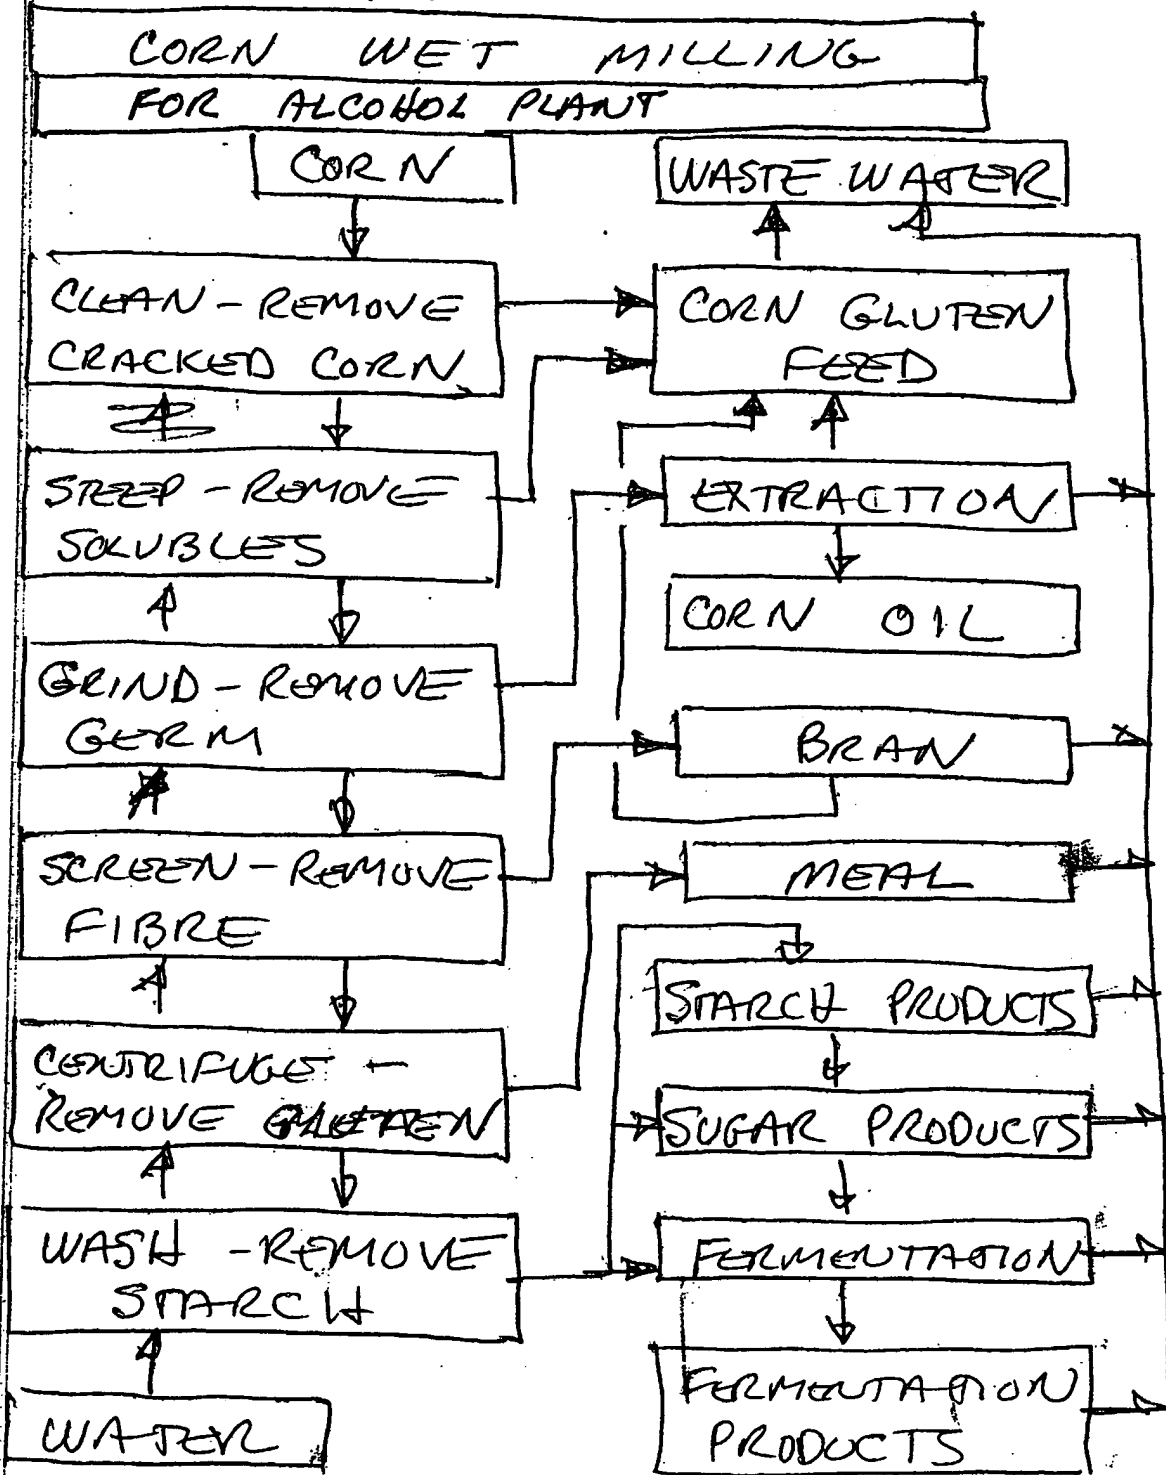 CORN WET MILLING
FOR ALCOHOL PLANT
CORN
WASTE WATER
CLEAN - REMOVE
CRACKED CORN
CORN GLUTEN
FEED
STEEP - REMOVE
SOLUBLES
EXTRACTION
CORN OIL
GRIND - REMOVE
GERM
BRAN
SCREEN - REMOVE
FIBRE
MEAL
STARCH PRODUCTS
CENTRIFUGE -
REMOVE GLUTEN
SUGAR PRODUCTS
WASH - REMOVE
STARCH
FERMENTATION
FERMENTATION
PRODUCTS
WATER